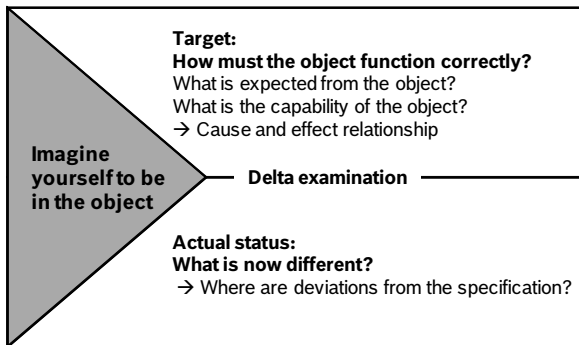 Target:
How must the object function correctly?
What is expected from the object?
What is the capability of the object?
→ Cause and effect relationship
Imagine
yourself to be
in the object
Delta examination
Actual status:
What is now different?
→ Where are deviations from the specification?